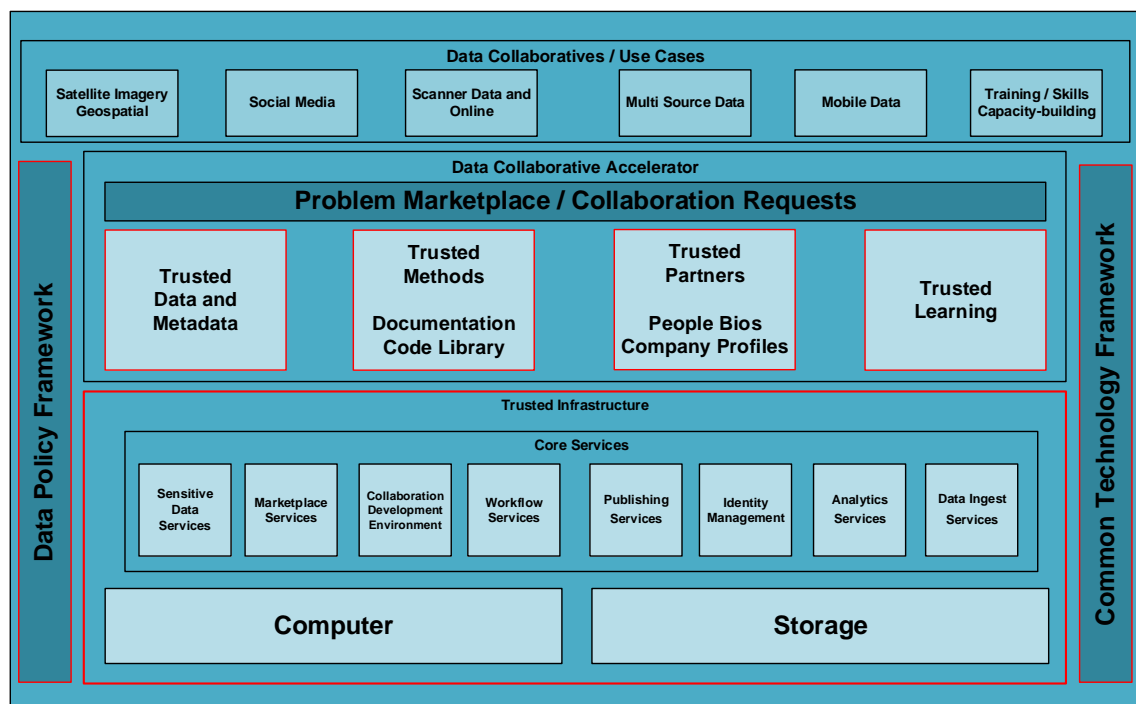 Data Collaboratives / Use Cases
Satellite Imagery
Geospatial
Social Media
Scanner Data and
Online
Multi Source Data
Mobile Data
Training / Skills
Capacity-building
Data Policy Framework
Data Collaborative Accelerator
Problem Marketplace / Collaboration Requests
Trusted
Data and
Metadata
Trusted
Methods
Documentation
Code Library
Trusted
Partners
People Bios
Company Profiles
Trusted
Learning
Trusted Infrastructure
Core Services
Sensitive
Data
Services
Marketplace
Services
Collaboration
Development
Environment
Workflow
Services
Publishing
Services
Identity
Management
Analytics
Services
Data Ingest
Services
Computer
Storage
Common Technology Framework